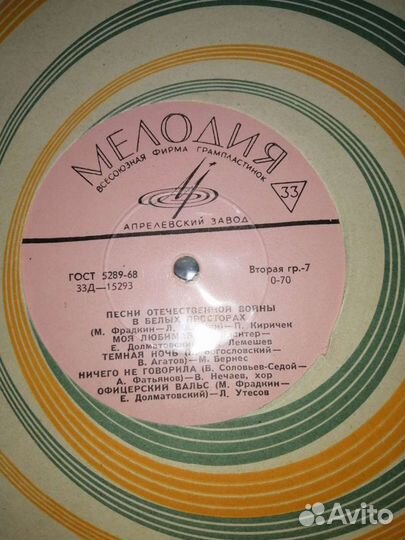 МЕЛОДИЯ
ВСЕСОЮЗНАЯ ФИРМА ГРАМПЛАСТИНОК
33
АПРЕЛЕВСКИЙ ЗАВОД
ГОСТ 5289-68
33Д—15293
Вторая гр.-7
0-70
ПЕСНИ ОТЕЧЕСТВЕННОЙ ВОЙНЫ
В БЕЛЫХ ПРОСТОРАХ
(М. Фрадкин—Л. П. Киричек
МОЯ ЛЮБИМАЯ
Е. Долматовский Лемешев
ТЕМНАЯ НОЧЬ Богословский
В. Агатов)—М. Бернес
НИЧЕГО НЕ ГОВОРИЛА (В. Соловьев-Седой—
А. Фатьянов)—В. Нечаев, хор
ОФИЦЕРСКИЙ ВАЛЬС (М. Фрадкин—
Е. Долматовский)—Л. Утесов
Avito